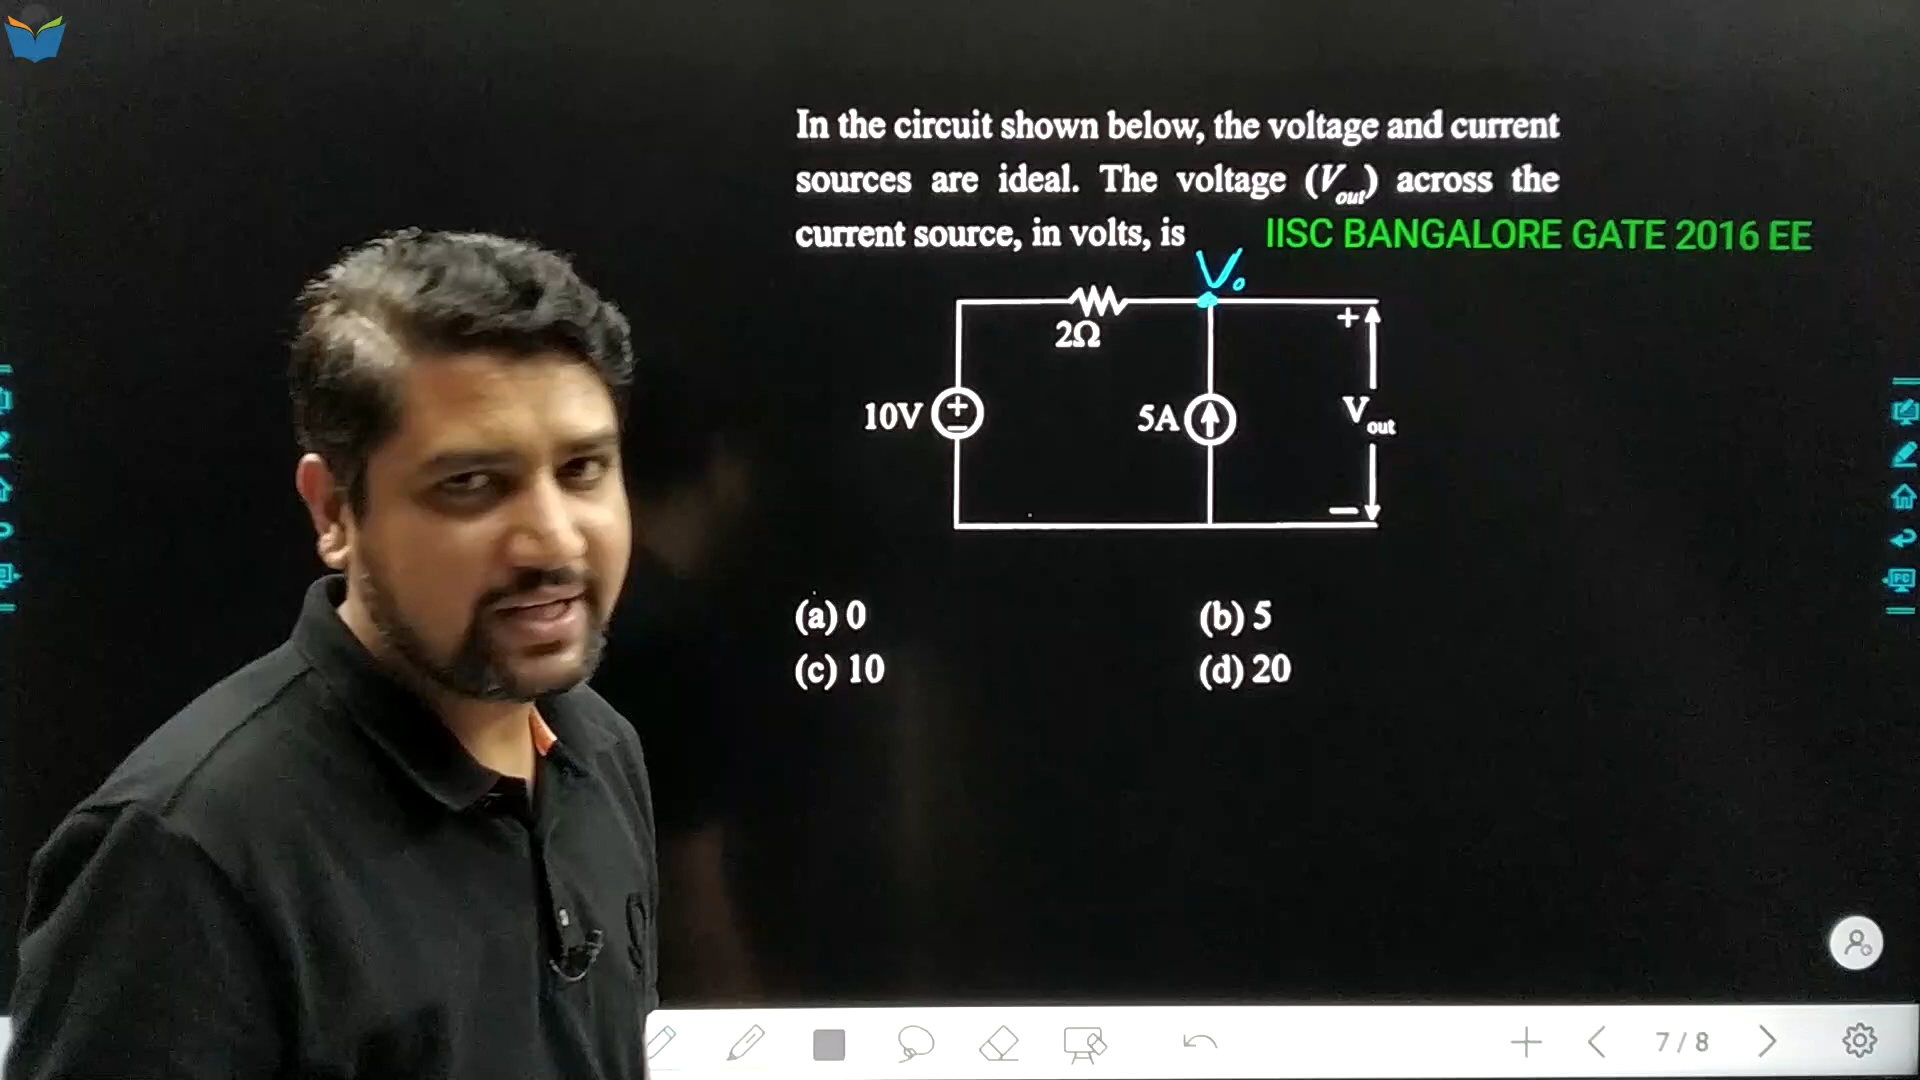 In the circuit shown below, the voltage and current
sources are ideal. The voltage (Vout) across the
current source, in volts, is
IISC BANGALORE GATE 2016 EE
V₀
2Ω
+
10V
+
−
5A
Vout
−
(a) 0
(b) 5
(c) 10
(d) 20
PC
7 / 8